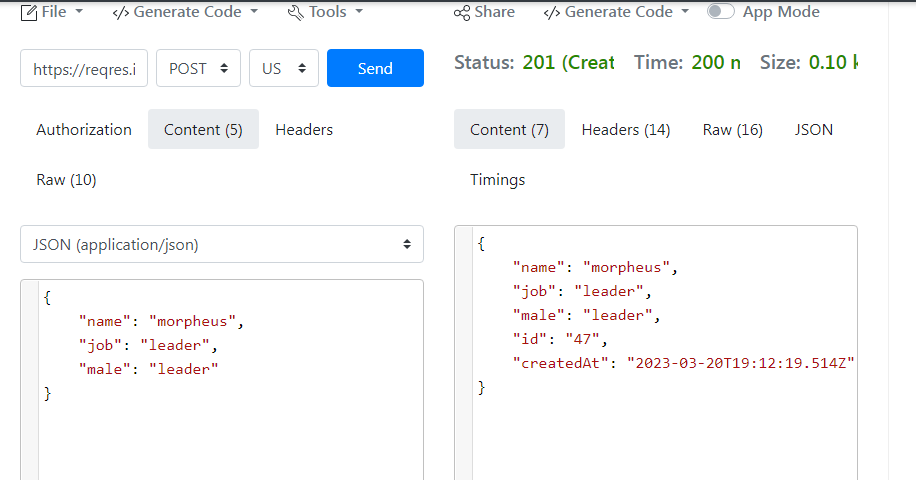 File Generate Code Tools
Share Generate Code App Mode
https://reqres.i POST US Send
Status: 201 (Creat Time: 200 n Size: 0.10 k
Authorization Content (5) Headers
Raw (10)
Content (7) Headers (14) Raw (16) JSON
Timings
JSON (application/json)
{
"name": "morpheus",
"job": "leader",
"male": "leader"
}
{
"name": "morpheus",
"job": "leader",
"male": "leader",
"id": "47",
"createdAt": "2023-03-20T19:12:19.514Z"
}